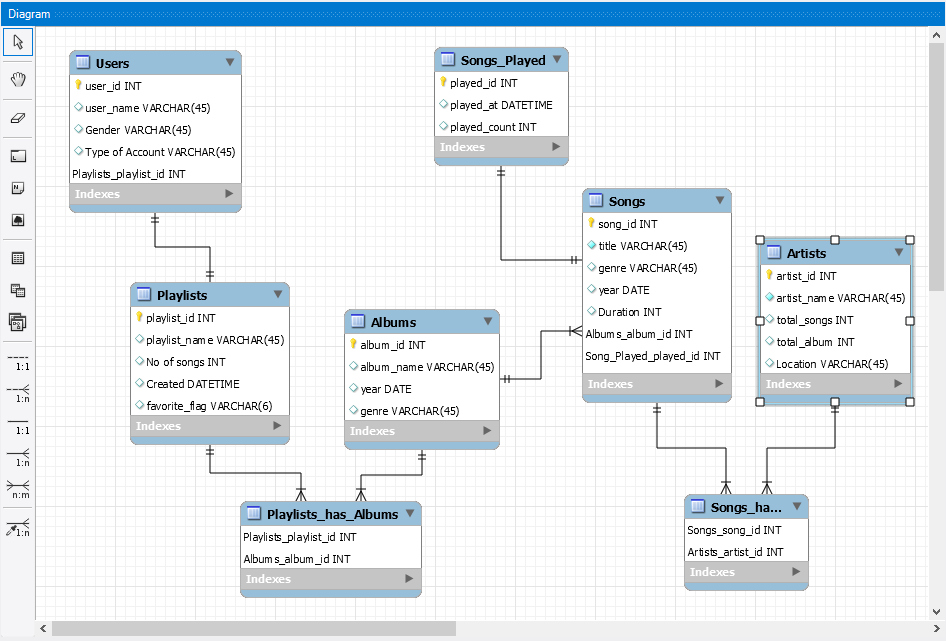 Diagram
Users
user_id INT
user_name VARCHAR(45)
Gender VARCHAR(45)
Type of Account VARCHAR(45)
Playlists_playlist_id INT
Indexes
Songs_Played
played_id INT
played_at DATETIME
played_count INT
Indexes
Songs
song_id INT
title VARCHAR(45)
genre VARCHAR(45)
year DATE
Duration INT
Albums_album_id INT
Song_Played_played_id INT
Indexes
Artists
artist_id INT
artist_name VARCHAR(45)
total_songs INT
total_album INT
Location VARCHAR(45)
Indexes
Playlists
playlist_id INT
playlist_name VARCHAR(45)
No of songs INT
Created DATETIME
favorite_flag VARCHAR(6)
Indexes
Albums
album_id INT
album_name VARCHAR(45)
year DATE
genre VARCHAR(45)
Indexes
Playlists_has_Albums
Playlists_playlist_id INT
Albums_album_id INT
Indexes
Songs_ha...
Songs_song_id INT
Artists_artist_id INT
Indexes
1:1
1:n
1:1
1:n
n:m
1:n